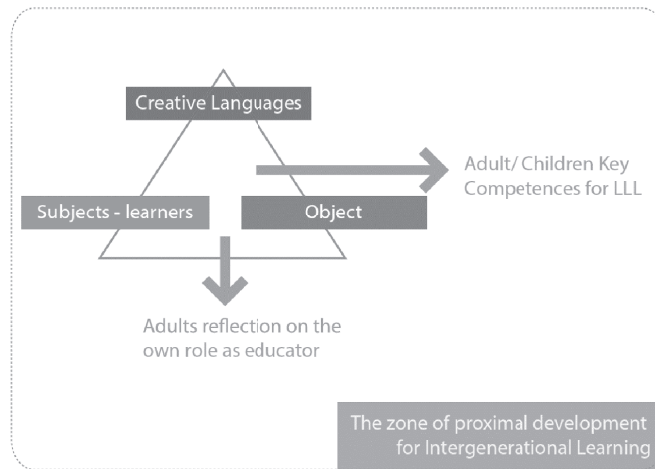 Creative Languages
Adult/ Children Key
Competences for LLL
Subjects - learners
Object
Adults reflection on the
own role as educator
The zone of proximal development
for Intergenerational Learning